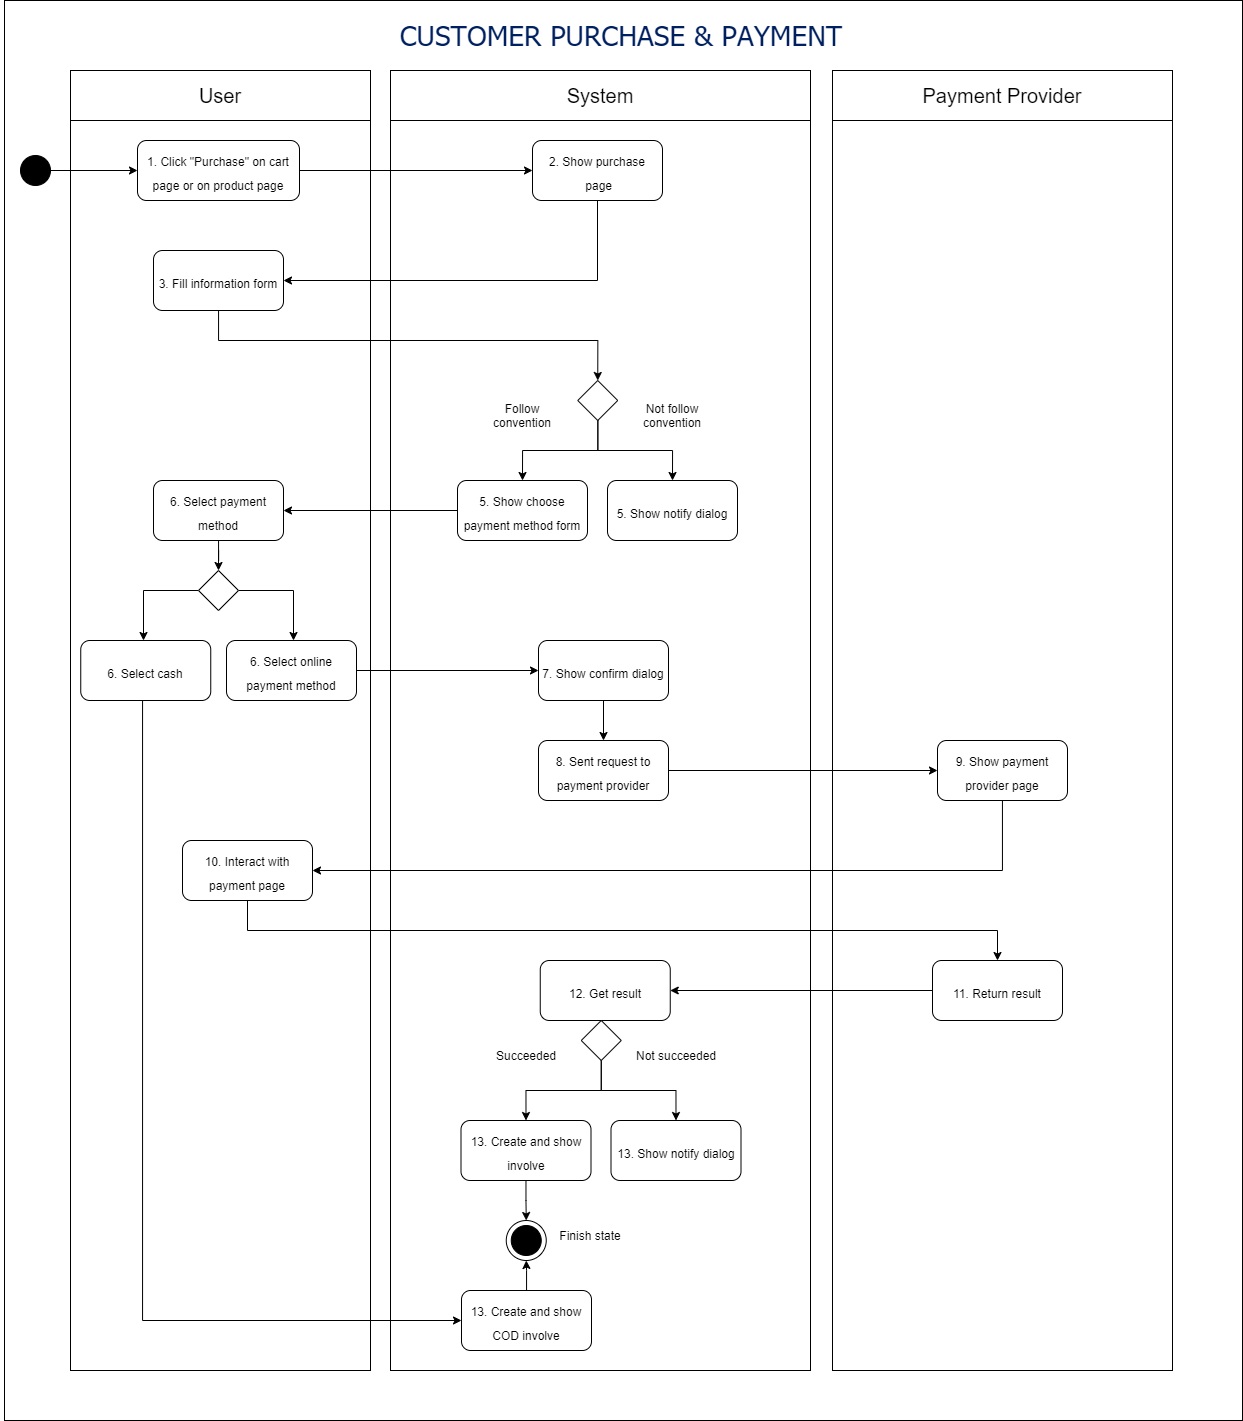 CUSTOMER PURCHASE & PAYMENT
User
System
Payment Provider
1. Click "Purchase" on cart
page or on product page
2. Show purchase
page
3. Fill information form
Follow
convention
Not follow
convention
6. Select payment
method
5. Show choose
payment method form
5. Show notify dialog
6. Select cash
6. Select online
payment method
7. Show confirm dialog
8. Sent request to
payment provider
9. Show payment
provider page
10. Interact with
payment page
12. Get result
11. Return result
Succeeded
Not succeeded
13. Create and show
involve
13. Show notify dialog
Finish state
13. Create and show
COD involve